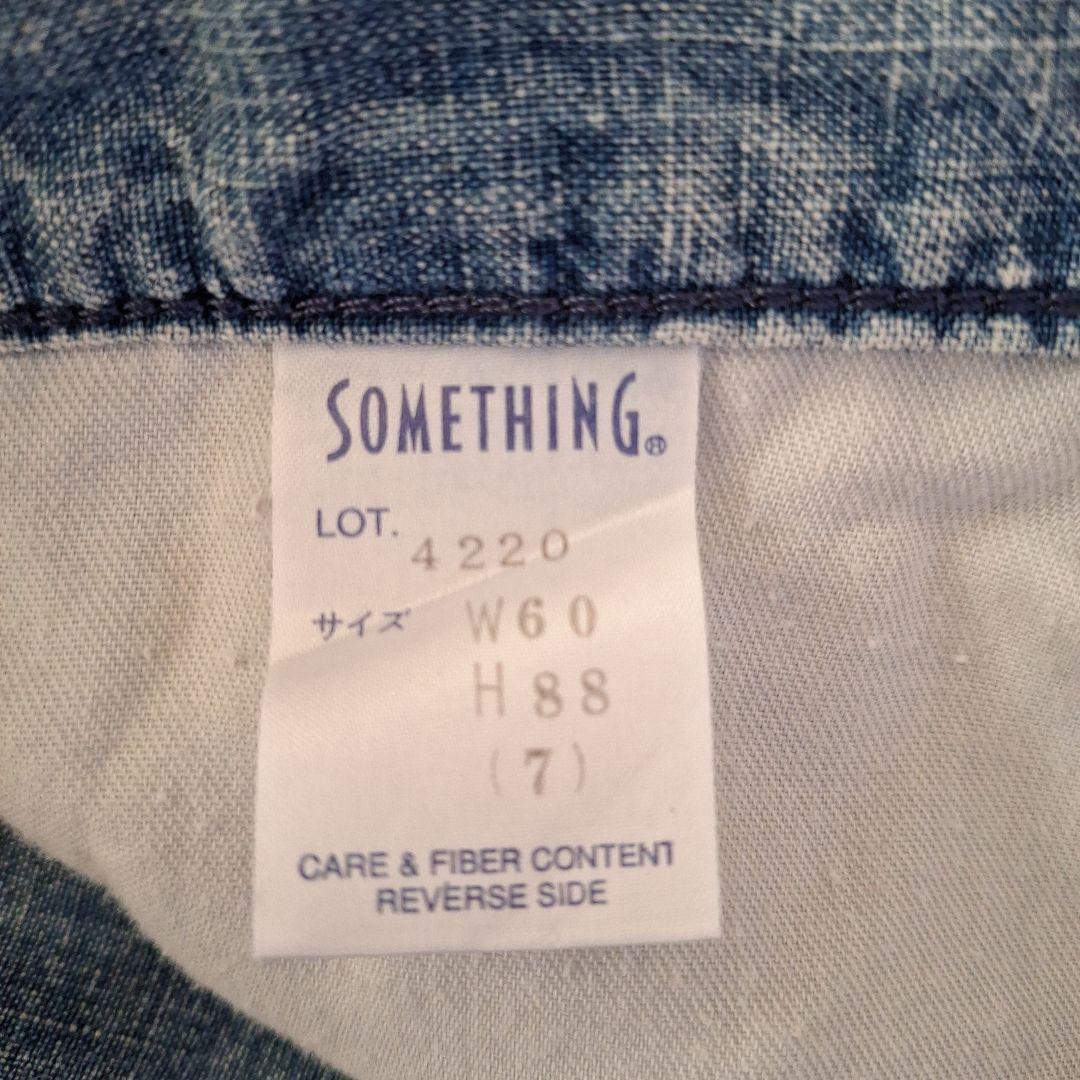 SOMETHING®
LOT. 4220
サイズ W60
H88
(7)
CARE & FIBER CONTENT
REVERSE SIDE